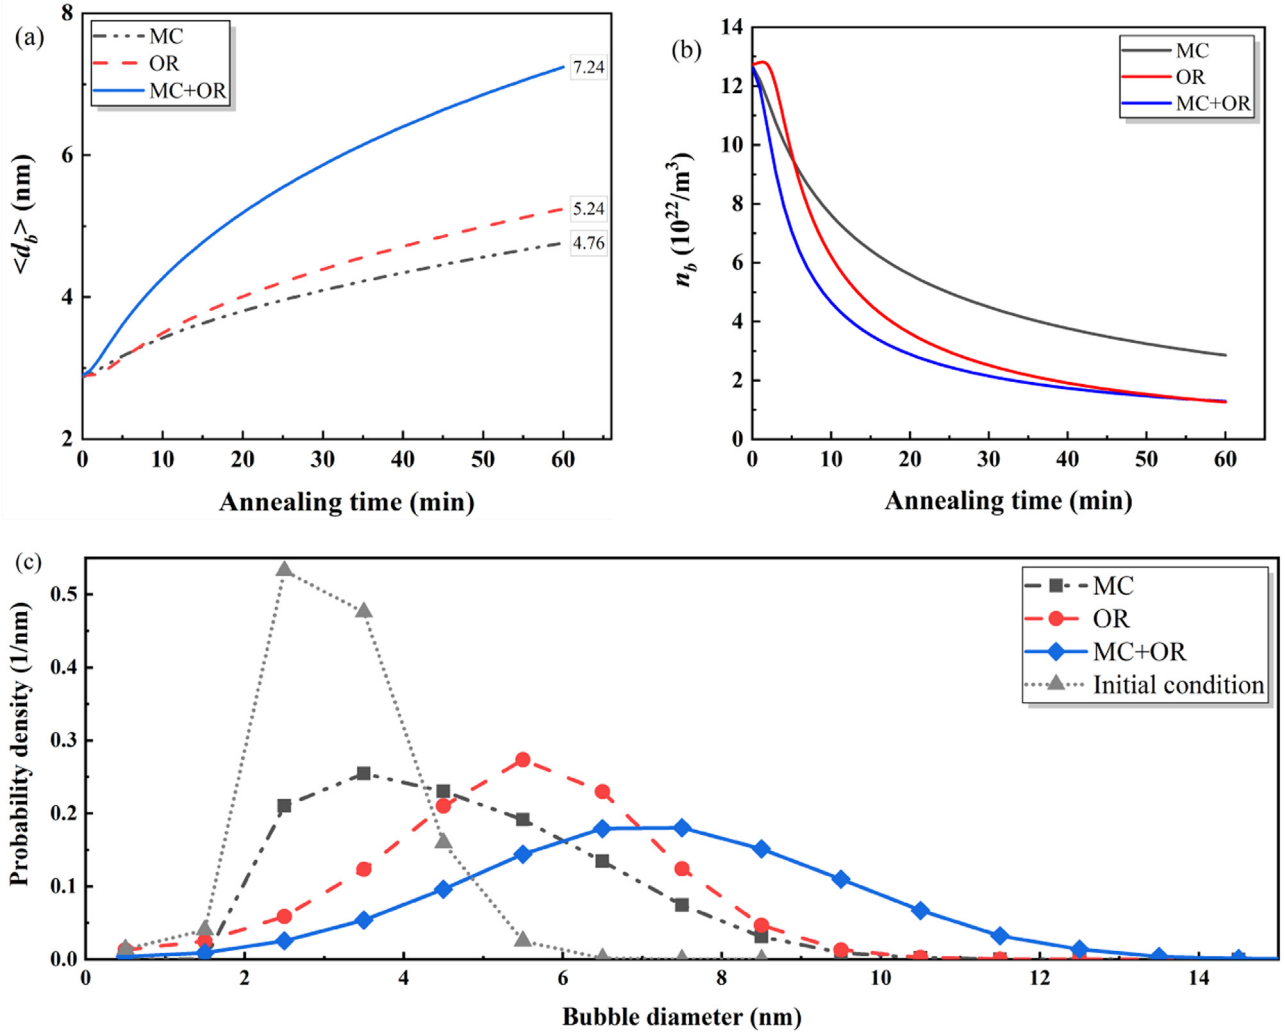 (a)
MC
OR
MC+OR
8
6
4
2
7.24
5.24
4.76
<d_b> (nm)
0 10 20 30 40 50 60
Annealing time (min)
(b)
MC
OR
MC+OR
14
12
10
8
6
4
2
0
n_b (10^22/m^3)
0 10 20 30 40 50 60
Annealing time (min)
(c)
MC
OR
MC+OR
Initial condition
0.5
0.4
0.3
0.2
0.1
0.0
Probability density (1/nm)
0 2 4 6 8 10 12 14
Bubble diameter (nm)